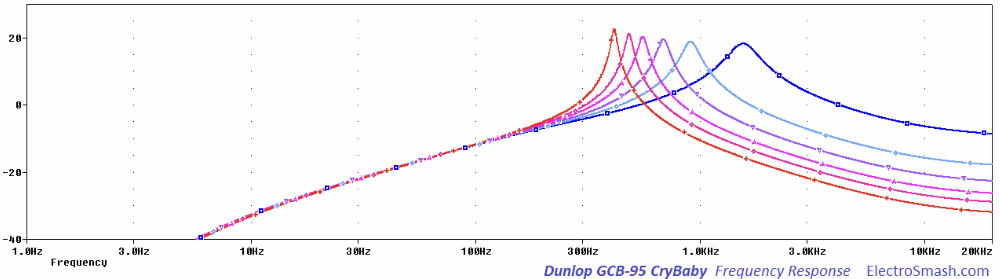 20
0
-20
-40
1.0Hz 3.0Hz 10Hz 30Hz 100Hz 300Hz 1.0KHz 3.0KHz 10KHz 20KHz
Frequency
Dunlop GCB-95 CryBaby Frequency Response ElectroSmash.com